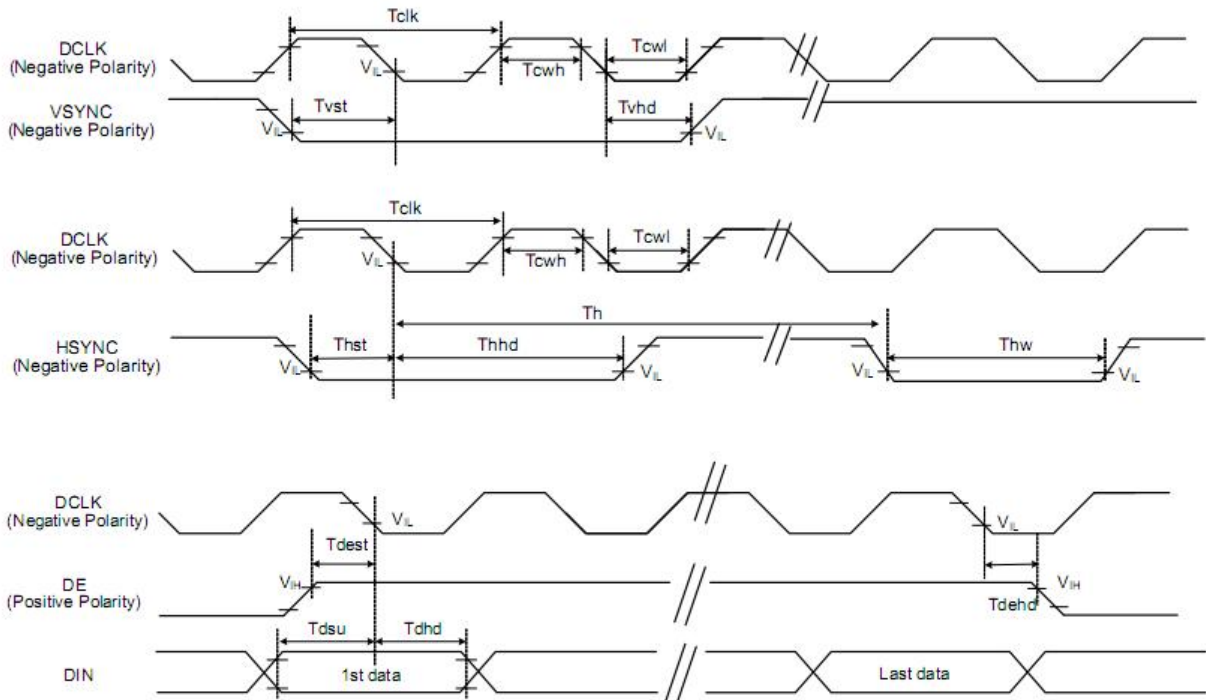 Tclk
DCLK
(Negative Polarity)
VIL
Tcwh
Tcwl
VSYNC
(Negative Polarity)
VIL
Tvst
Tvhd
VIL
Tclk
DCLK
(Negative Polarity)
VIL
Tcwh
Tcwl
Th
HSYNC
(Negative Polarity)
VIL
Thst
Thhd
VIL
VIL
Thw
VIL
DCLK
(Negative Polarity)
VIL
VIL
Tdest
DE
(Positive Polarity)
VIH
VIH
Tdehd
Tdsu
Tdhd
DIN
1st data
Last data